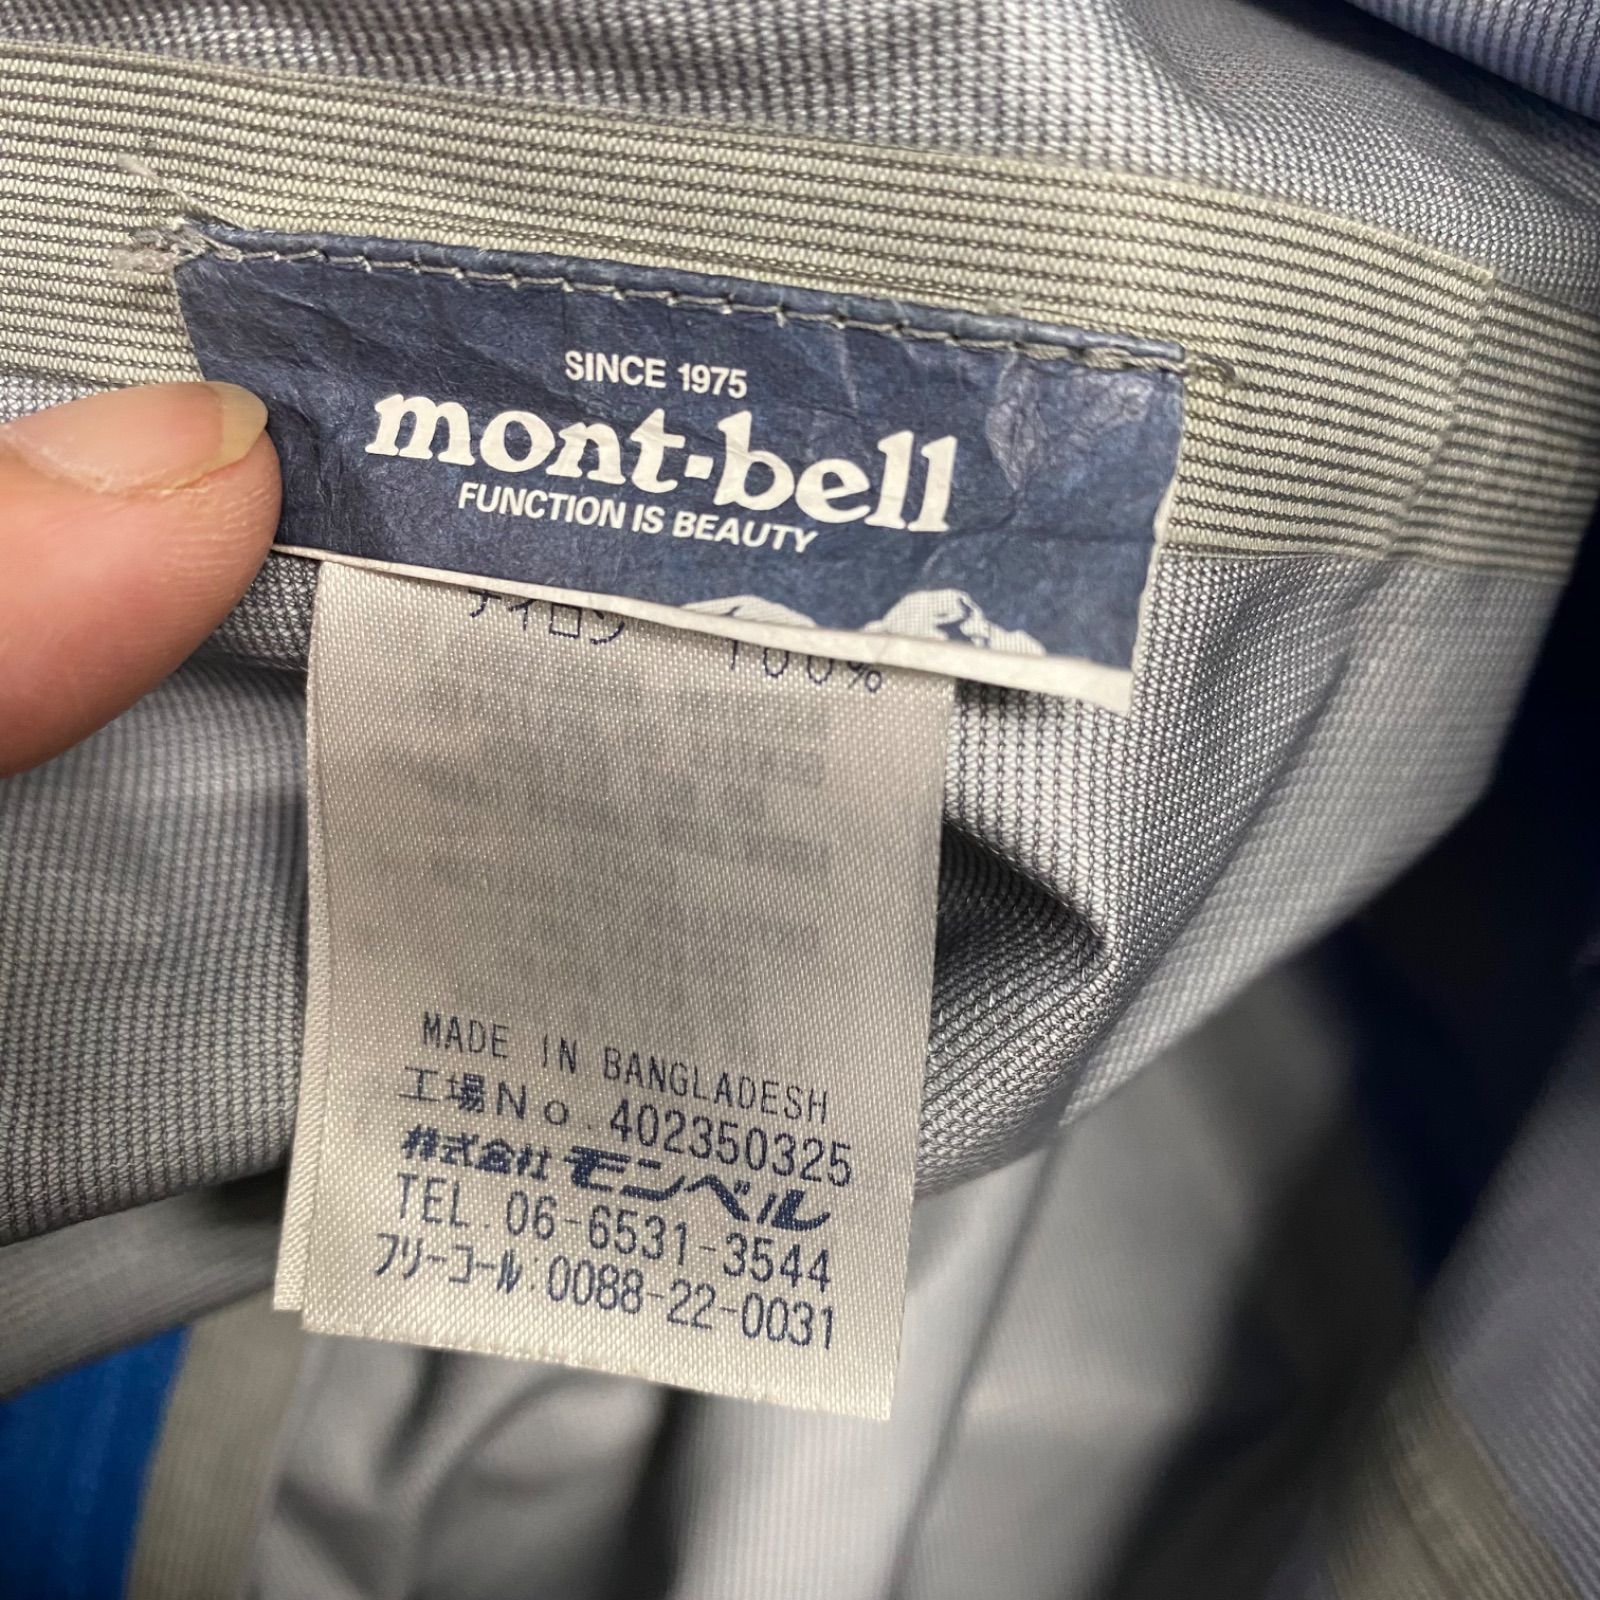 SINCE 1975
mont-bell
FUNCTION IS BEAUTY
ナイロン 100%
MADE IN BANGLADESH
工場No.402350325
株式会社モンベル
TEL.06-6531-3544
フリーコール:0088-22-0031